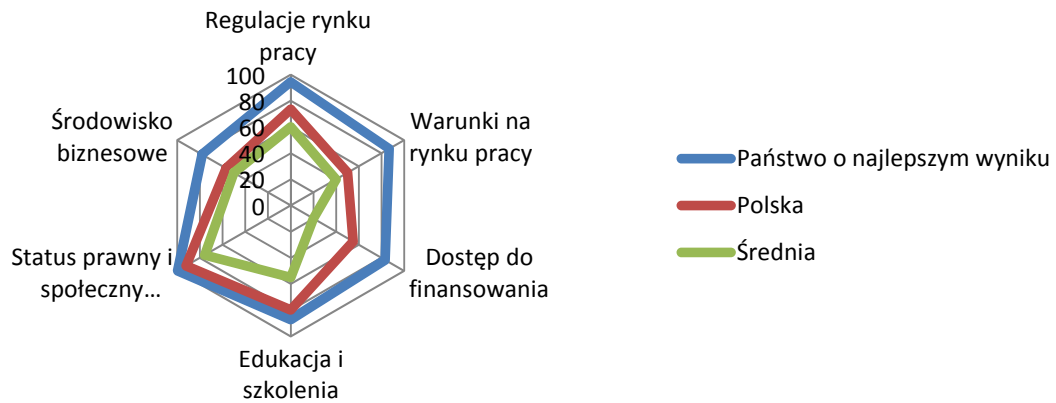 Regulacje rynku
pracy
100
80
60
40
20
0
Środowisko
biznesowe
Warunki na
rynku pracy
Status prawny i
społeczny...
Dostęp do
finansowania
Edukacja i
szkolenia
Państwo o najlepszym wyniku
Polska
Średnia